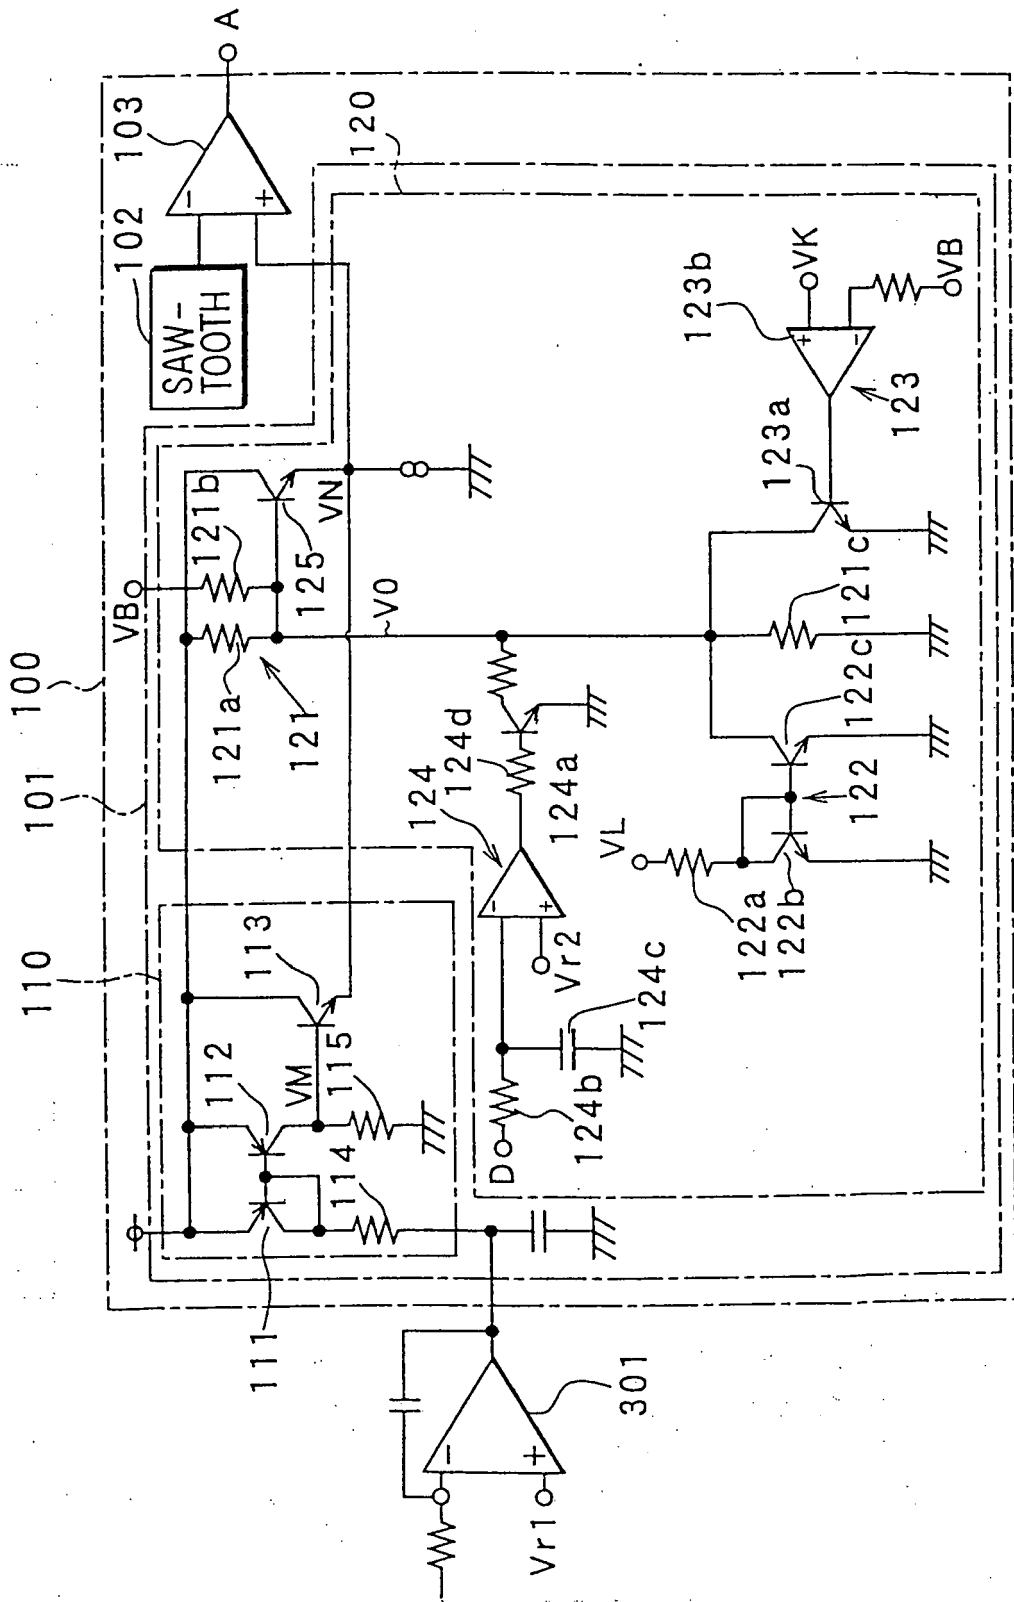 100
101
110
111
112
113
VM
115
114
VB
121a
121b
121
125
VN
V0
SAW-
TOOTH
102
103
-
+
A
120
124
124d
124a
-
+
Vr2
D
124b
124c
VL
122a
122b
122
122c
121c
123a
123
123b
+
-
VK
VB
-
+
Vr1
301